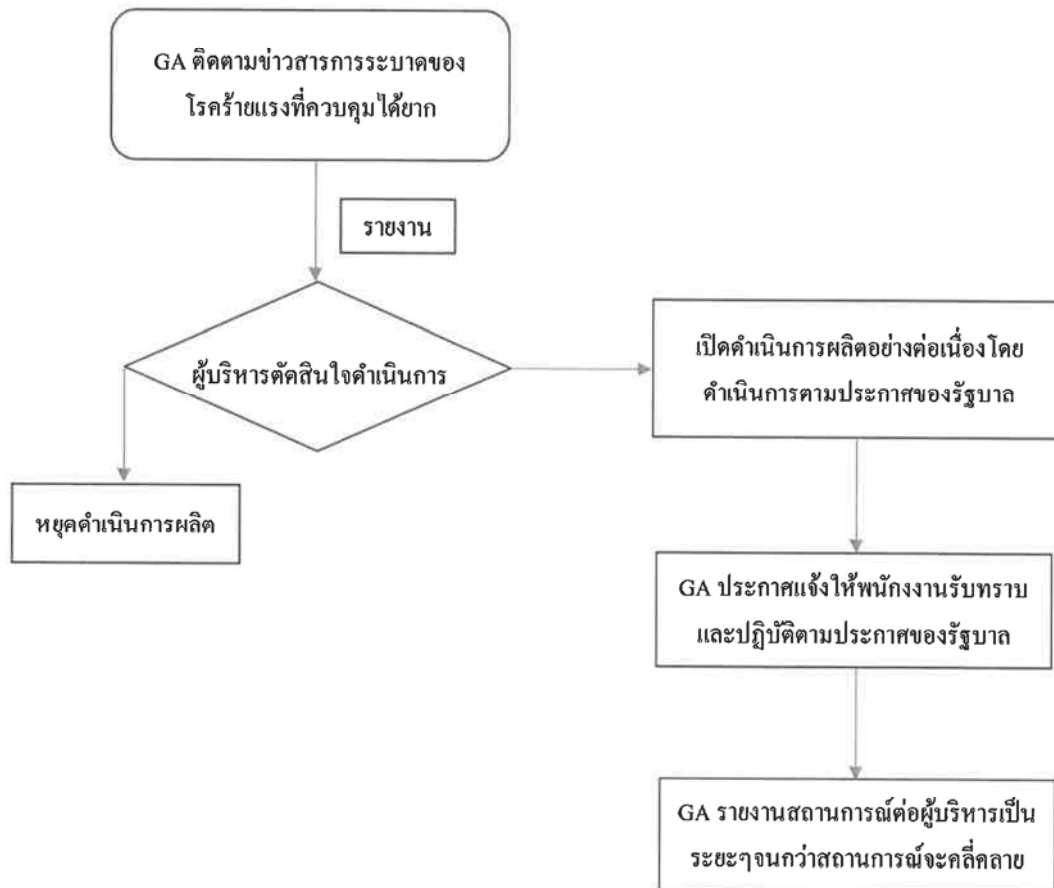 GA ติดตามข่าวสารการระบาดของ
โรคร้ายแรงที่ควบคุมได้ยาก
รายงาน
ผู้บริหารตัดสินใจดำเนินการ
เปิดดำเนินการผลิตอย่างต่อเนื่องโดย
ดำเนินการตามประกาศของรัฐบาล
หยุดดำเนินการผลิต
GA ประกาศแจ้งให้พนักงงานรับทราบ
และปฏิบัติตามประกาศของรัฐบาล
GA รายงานสถานการณ์ต่อผู้บริหารเป็น
ระยะๆจนกว่าสถานการณ์จะคลี่คลาย